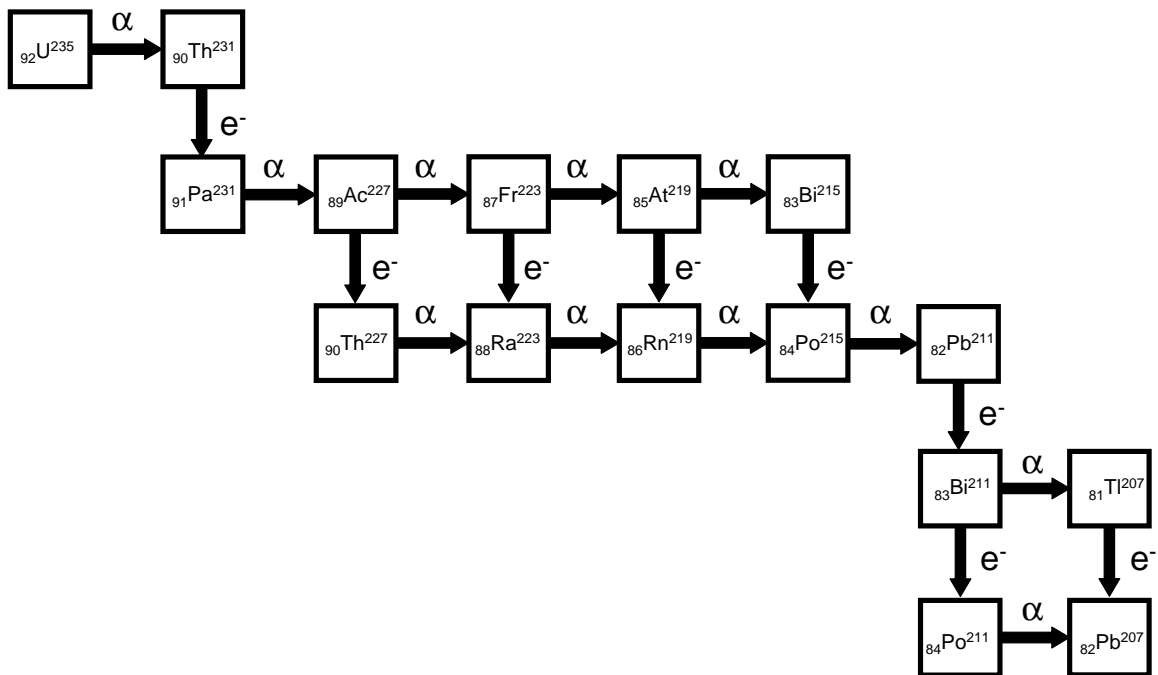 α
₉₂U²³⁵ ₉₀Th²³¹
e⁻
α α α α
₉₁Pa²³¹ ₈₉Ac²²⁷ ₈₇Fr²²³ ₈₅At²¹⁹ ₈₃Bi²¹⁵
e⁻ e⁻ e⁻ e⁻
α α α α
₉₀Th²²⁷ ₈₈Ra²²³ ₈₆Rn²¹⁹ ₈₄Po²¹⁵ ₈₂Pb²¹¹
e⁻
α
₈₃Bi²¹¹ ₈₁Tl²⁰⁷
e⁻ e⁻
α
₈₄Po²¹¹ ₈₂Pb²⁰⁷